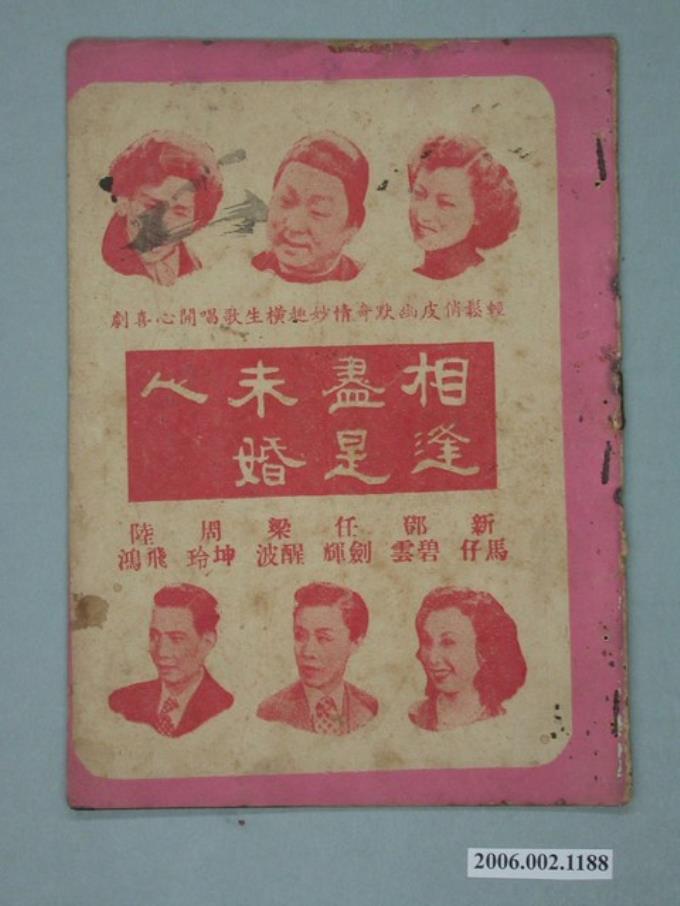 輕鬆俏皮幽默奇情妙趣橫生歌唱開心喜劇
相逢盡是未婚人
新馬仔 鄧碧雲 任劍輝 梁醒波 周坤玲 陸飛鴻
2006.002.1188